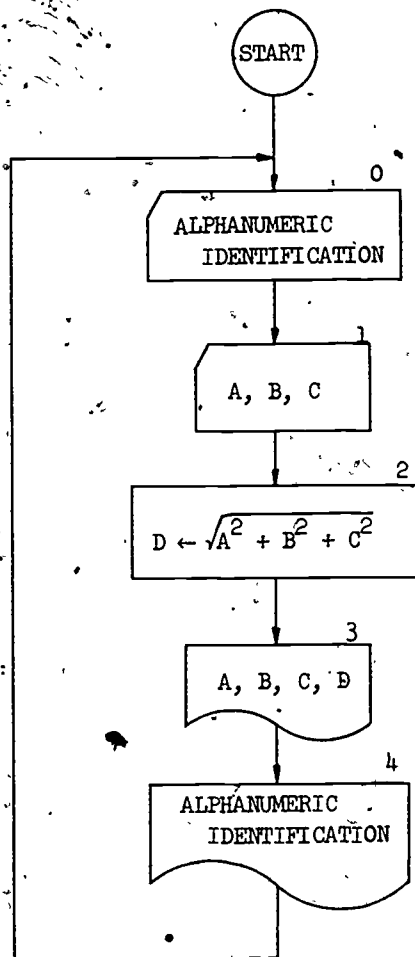 START
0
ALPHANUMERIC
IDENTIFICATION
1
A, B, C
2
D ← √A² + B² + C²
3
A, B, C, D
4
ALPHANUMERIC
IDENTIFICATION